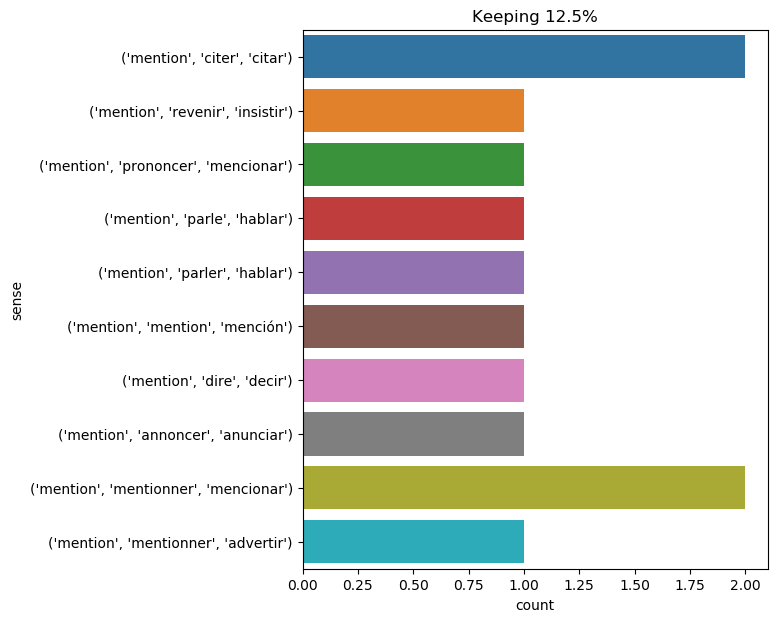 Keeping 12.5%
('mention', 'citer', 'citar')
('mention', 'revenir', 'insistir')
('mention', 'prononcer', 'mencionar')
('mention', 'parle', 'hablar')
('mention', 'parler', 'hablar')
('mention', 'mention', 'mención')
('mention', 'dire', 'decir')
('mention', 'annoncer', 'anunciar')
('mention', 'mentionner', 'mencionar')
('mention', 'mentionner', 'advertir')
sense
0.00 0.25 0.50 0.75 1.00 1.25 1.50 1.75 2.00
count